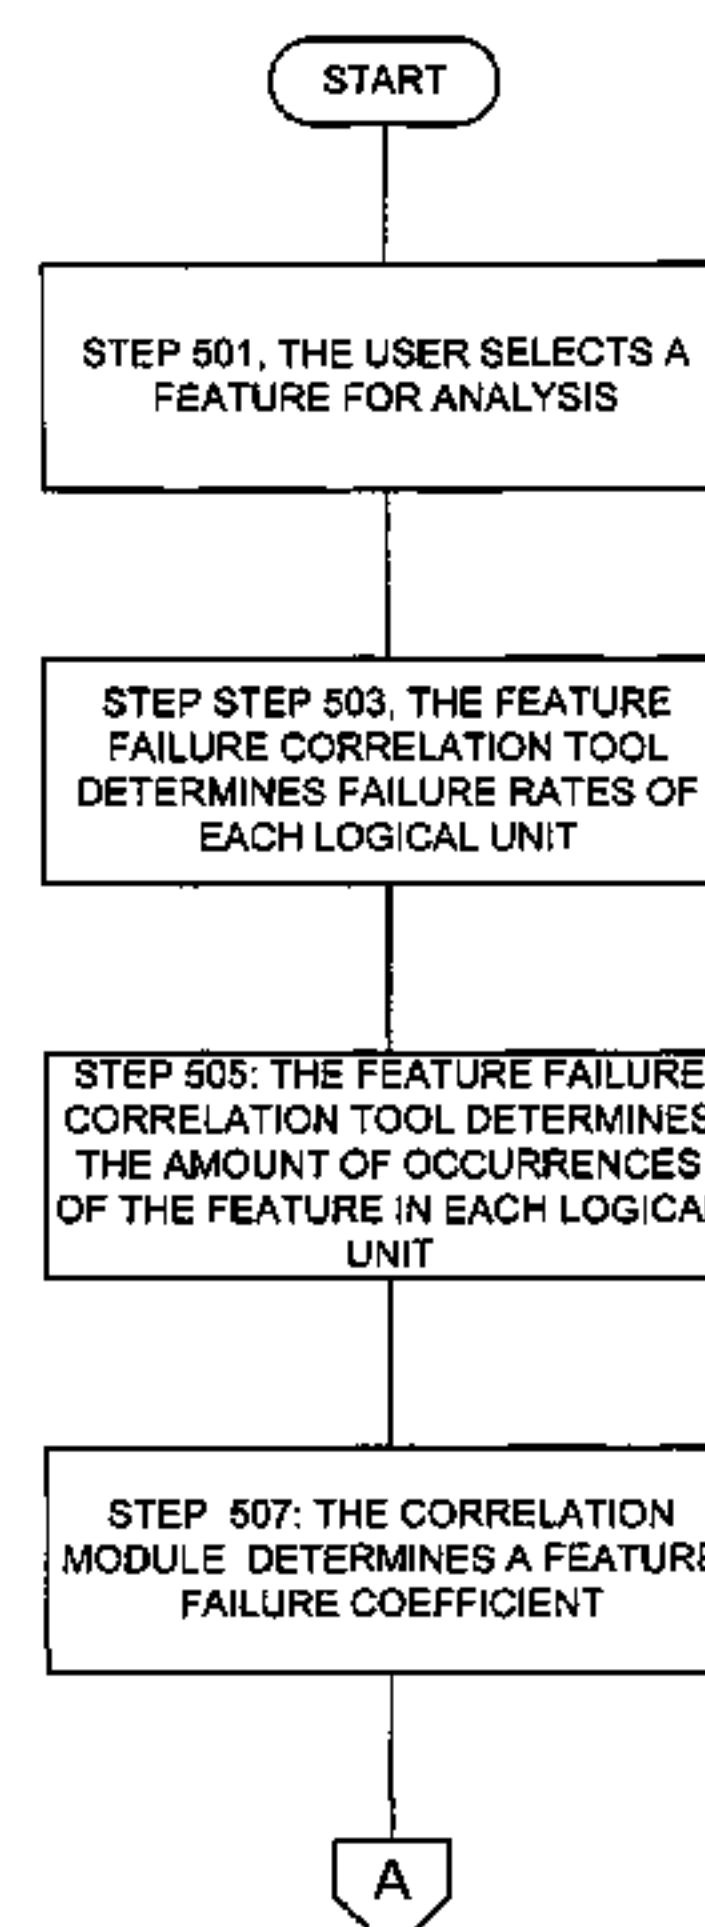 START
STEP 501, THE USER SELECTS A
FEATURE FOR ANALYSIS
STEP STEP 503, THE FEATURE
FAILURE CORRELATION TOOL
DETERMINES FAILURE RATES OF
EACH LOGICAL UNIT
STEP 505: THE FEATURE FAILURE
CORRELATION TOOL DETERMINES
THE AMOUNT OF OCCURRENCES
OF THE FEATURE IN EACH LOGICAL
UNIT
STEP 507: THE CORRELATION
MODULE DETERMINES A FEATURE
FAILURE COEFFICIENT
A